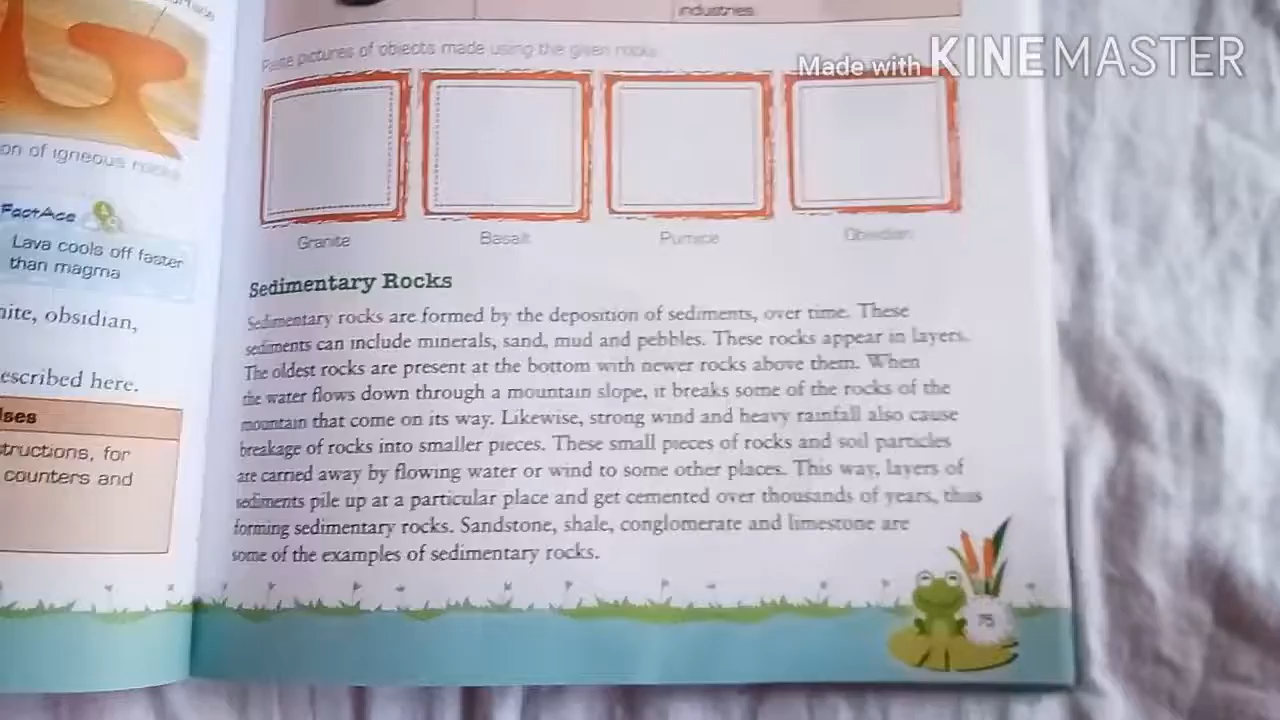 industries
Paste pictures of objects made using the given rocks.
Made with KINEMASTER
on of igneous rocks
FactAce
Lava cools off faster
than magma
nite, obsidian,
escribed here.
Uses
structions, for
counters and
Granite
Basalt
Pumice
Obsidian
Sedimentary Rocks
Sedimentary rocks are formed by the deposition of sediments, over time. These
sediments can include minerals, sand, mud and pebbles. These rocks appear in layers.
The oldest rocks are present at the bottom with newer rocks above them. When
the water flows down through a mountain slope, it breaks some of the rocks of the
mountain that come on its way. Likewise, strong wind and heavy rainfall also cause
breakage of rocks into smaller pieces. These small pieces of rocks and soil particles
are carried away by flowing water or wind to some other places. This way, layers of
sediments pile up at a particular place and get cemented over thousands of years, thus
forming sedimentary rocks. Sandstone, shale, conglomerate and limestone are
some of the examples of sedimentary rocks.
75